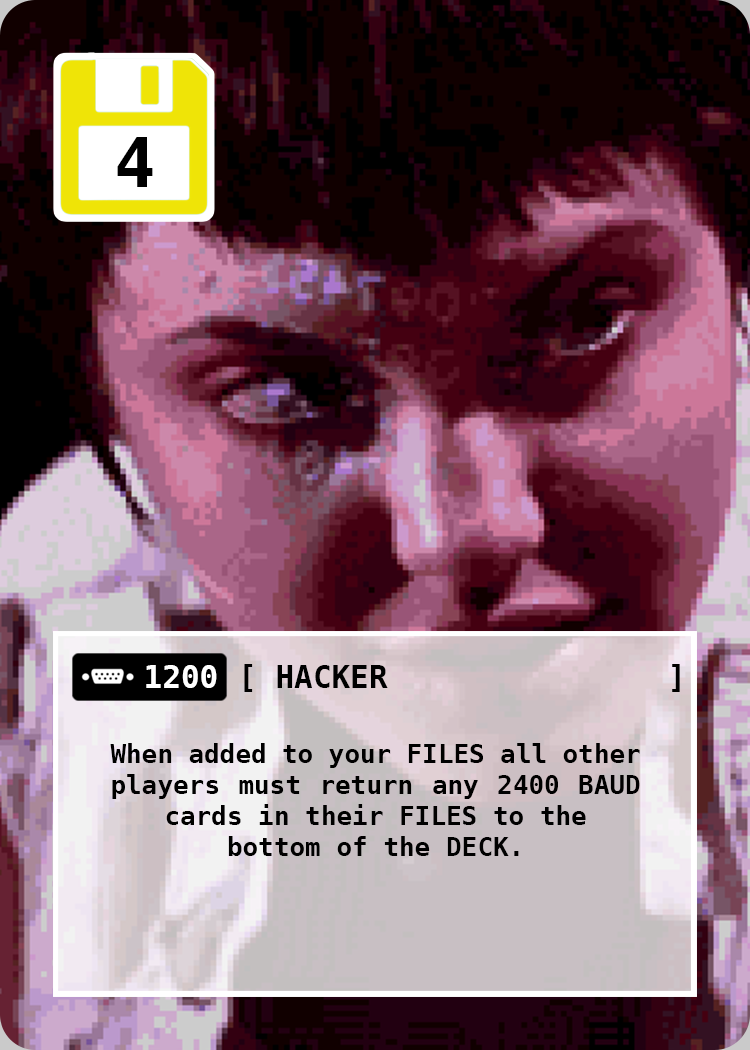 4
1200 [ HACKER ]
When added to your FILES all other
players must return any 2400 BAUD
cards in their FILES to the
bottom of the DECK.